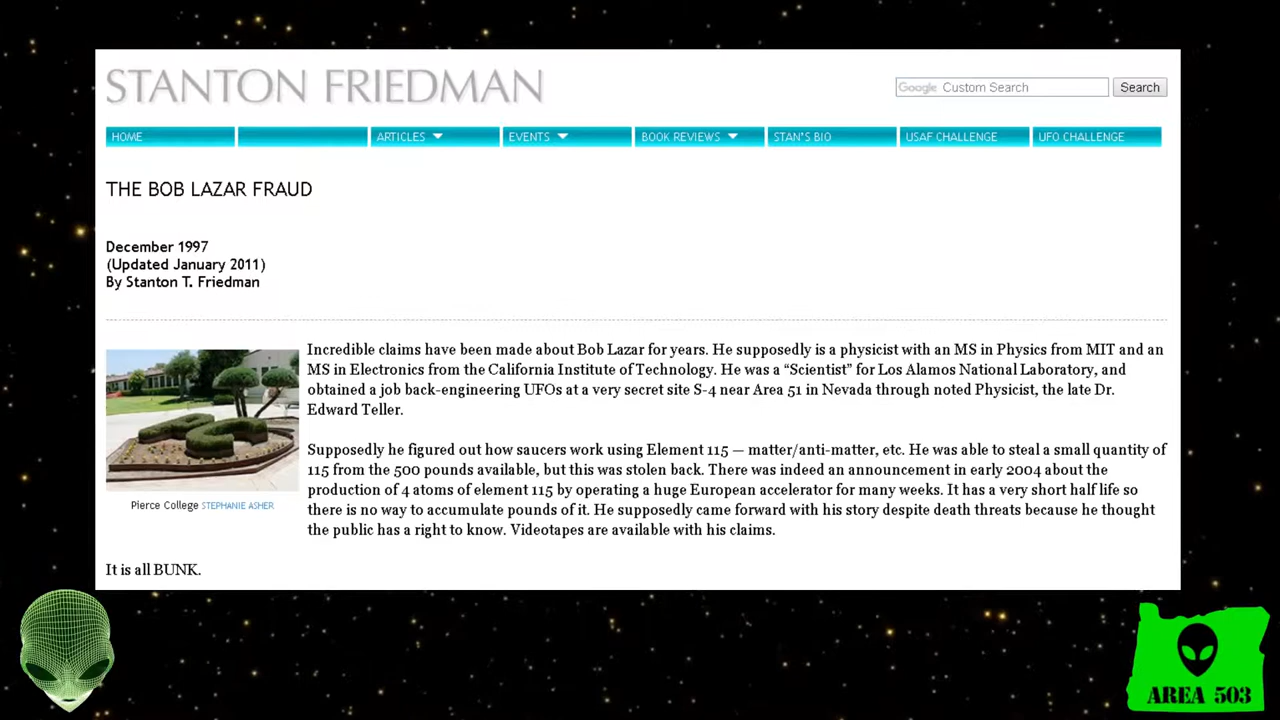 STANTON FRIEDMAN
Google Custom Search
Search
HOME
ARTICLES
EVENTS
BOOK REVIEWS
STAN'S BIO
USAF CHALLENGE
UFO CHALLENGE
THE BOB LAZAR FRAUD
December 1997
(Updated January 2011)
By Stanton T. Friedman
Incredible claims have been made about Bob Lazar for years. He supposedly is a physicist with an MS in Physics from MIT and an
MS in Electronics from the California Institute of Technology. He was a “Scientist” for Los Alamos National Laboratory, and
obtained a job back-engineering UFOs at a very secret site S-4 near Area 51 in Nevada through noted Physicist, the late Dr.
Edward Teller.
Supposedly he figured out how saucers work using Element 115 — matter/anti-matter, etc. He was able to steal a small quantity of
115 from the 500 pounds available, but this was stolen back. There was indeed an announcement in early 2004 about the
production of 4 atoms of element 115 by operating a huge European accelerator for many weeks. It has a very short half life so
there is no way to accumulate pounds of it. He supposedly came forward with his story despite death threats because he thought
the public has a right to know. Videotapes are available with his claims.
Pierce College STEPHANIE ASHER
It is all BUNK.
AREA 503